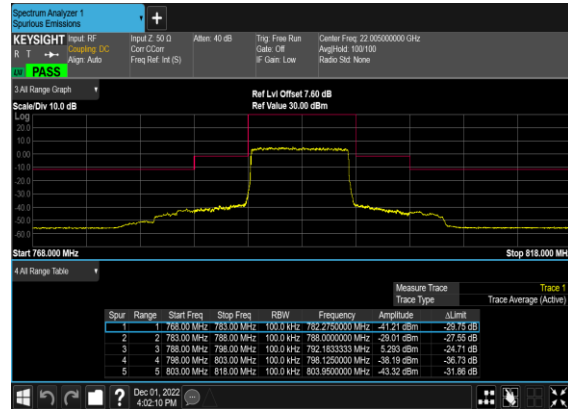 Spectrum Analyzer 1
Spurious Emissions
+
KEYSIGHT Input: RF Input Z: 50 Ω Atten: 40 dB Trig: Free Run Center Freq: 22.005000000 GHz
R T Coupling: DC Corr CCorr Gate: Off Avg|Hold: 100/100
Align: Auto Freq Ref: Int (S) IF Gain: Low Radio Std: None
PASS
3 All Range Graph
Ref Lvl Offset 7.60 dB
Scale/Div 10.0 dB Ref Value 30.00 dBm
Log
20.0
10.0
0.00
-10.0
-20.0
-30.0
-40.0
-50.0
-60.0
Start 768.000 MHz Stop 818.000 MH
4 All Range Table
Measure Trace Trace 1
Trace Type Trace Average (Active)
Spur Range Start Freq Stop Freq RBW Frequency Amplitude ΔLimit
1 1 768.00 MHz 783.00 MHz 100.0 kHz 782.2750000 MHz -41.21 dBm -29.75 dB
2 2 783.00 MHz 788.00 MHz 100.0 kHz 788.0000000 MHz -29.01 dBm -27.55 dB
3 3 788.00 MHz 798.00 MHz 100.0 kHz 792.1833333 MHz 5.293 dBm -24.71 dB
4 4 798.00 MHz 803.00 MHz 100.0 kHz 798.1250000 MHz -38.19 dBm -36.73 dB
5 5 803.00 MHz 818.00 MHz 100.0 kHz 803.9500000 MHz -43.32 dBm -31.86 dB
? Dec 01, 2022
4:02:10 PM